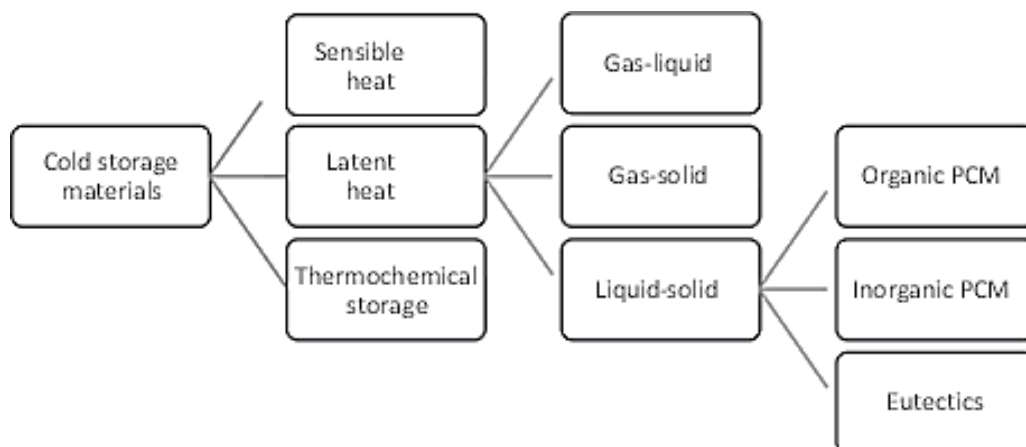 Cold storage
materials
Sensible
heat
Latent
heat
Thermochemical
storage
Gas-liquid
Gas-solid
Liquid-solid
Organic PCM
Inorganic PCM
Eutectics